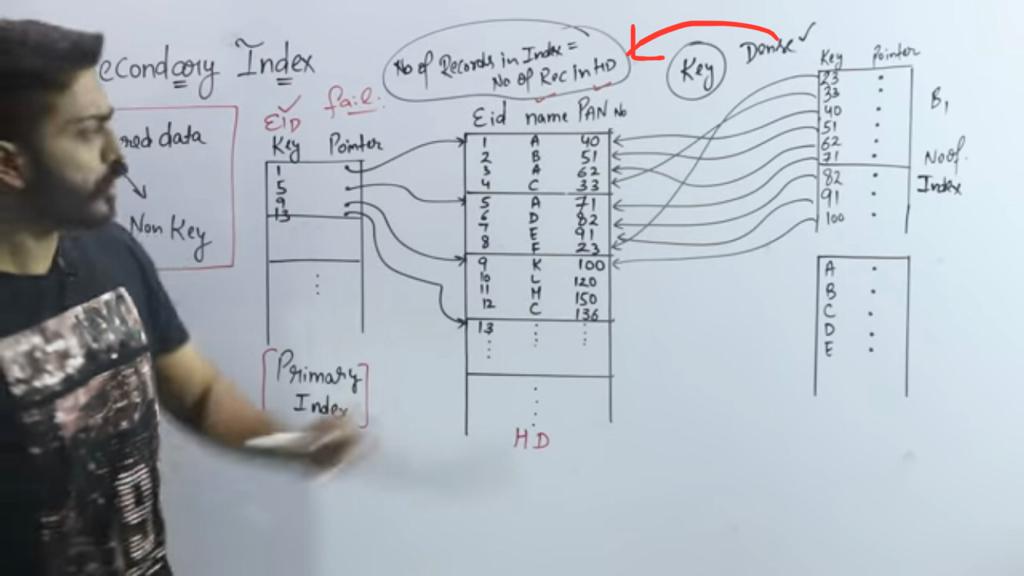 econdary Index
red data
Non Key
EID
fail.
Key Pointer
1
5
9
13
[Primary
Index]
No of Records in Index =
No of Rec in HD
Eid name PAN No
1 A 40
2 B 51
3 A 62
4 C 33
5 A 71
6 D 82
7 E 91
8 F 23
9 K 100
10 L 120
11 M 150
12 C 136
13
HD
Key
Dense
Key Pointer
23
33
40
51
62
71
82
91
100
B1
No of.
Index
A
B
C
D
E